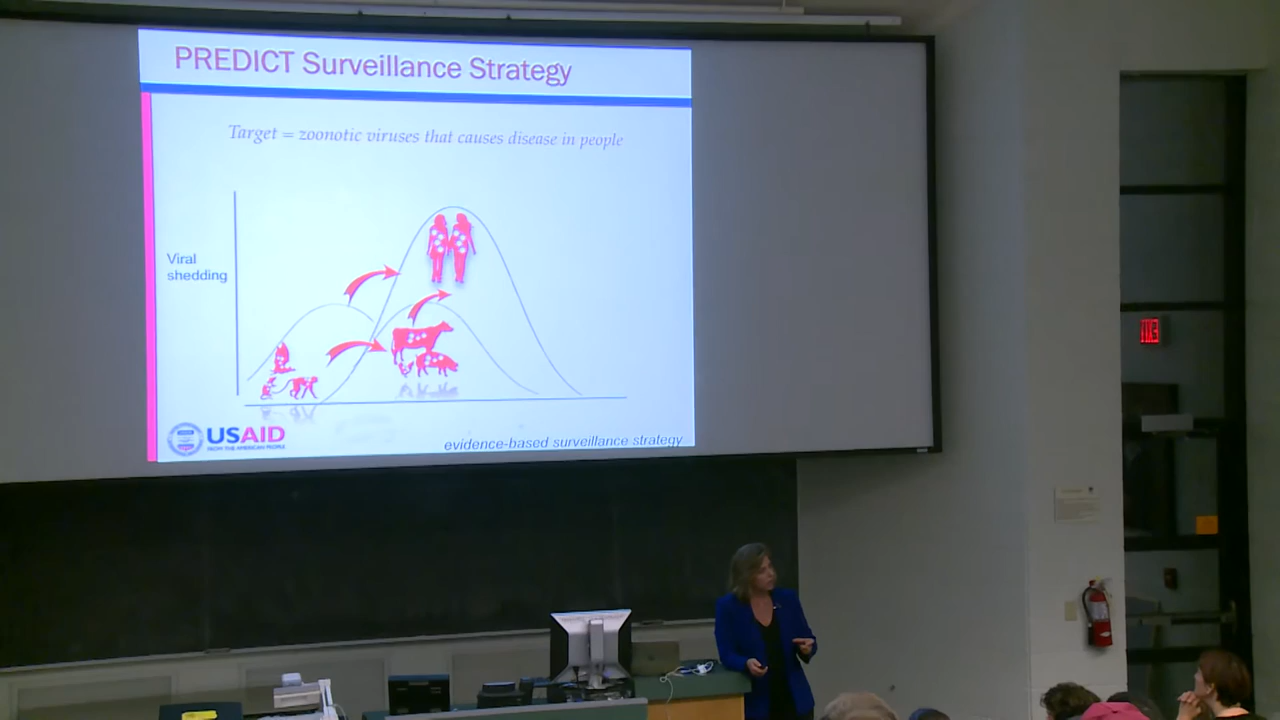 PREDICT Surveillance Strategy
Target = zoonotic viruses that causes disease in people
Viral
shedding
USAID
FROM THE AMERICAN PEOPLE
evidence-based surveillance strategy